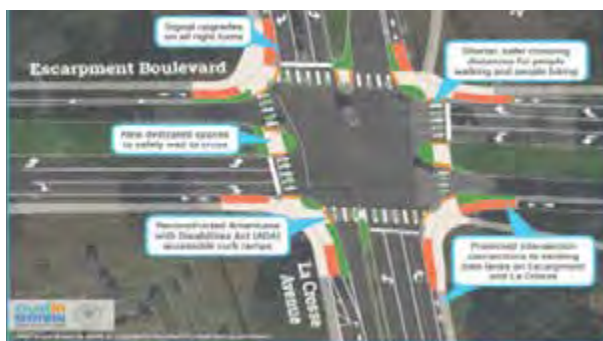 Signal upgrades
on all right turns
Escarpment Boulevard
Shorter, safer crossing
distances for people
walking and people biking
New dedicated spaces
to safely wait to cross
Reconstructed Americans
with Disabilities Act (ADA)
accessible curb ramps
La Crosse
Avenue
Protected intersection
connections to existing
bike lanes on Escarpment
and La Crosse